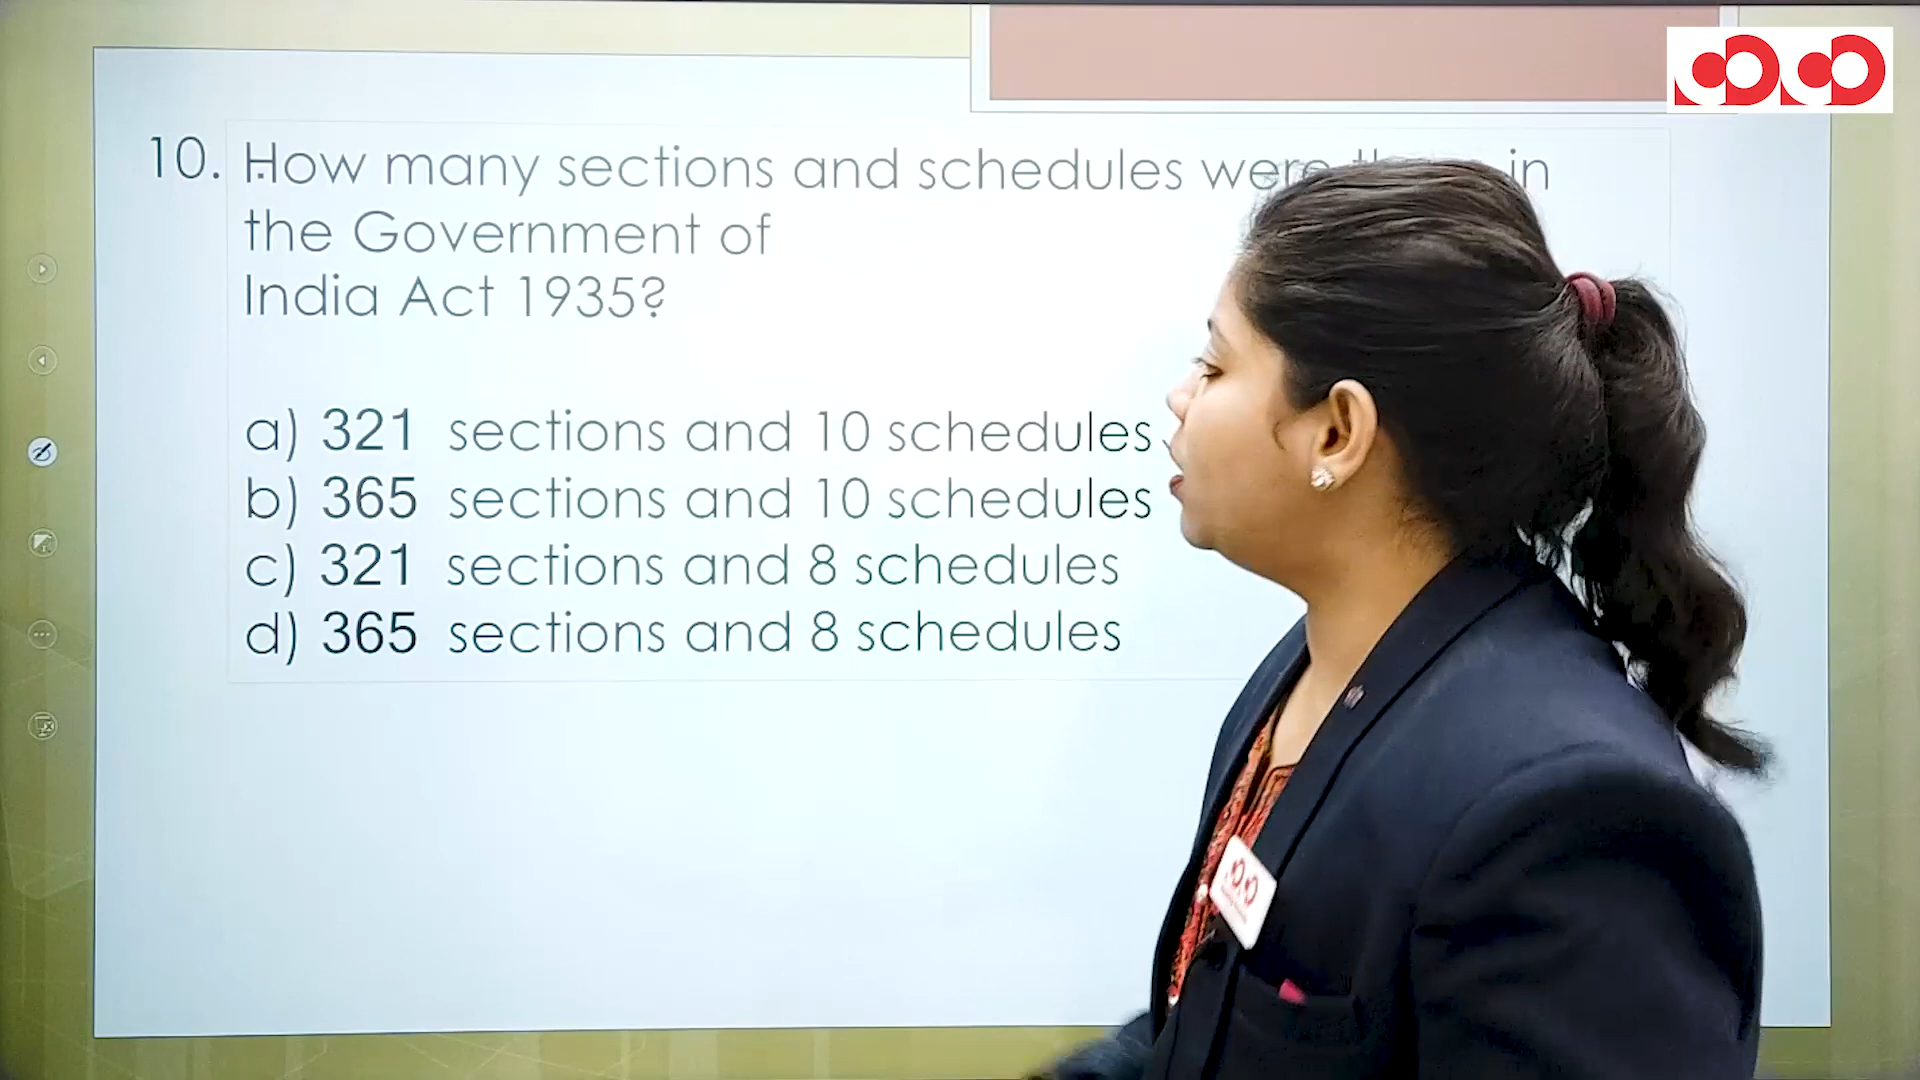 10. How many sections and schedules were in
the Government of
India Act 1935?
a) 321 sections and 10 schedules
b) 365 sections and 10 schedules
c) 321 sections and 8 schedules
d) 365 sections and 8 schedules